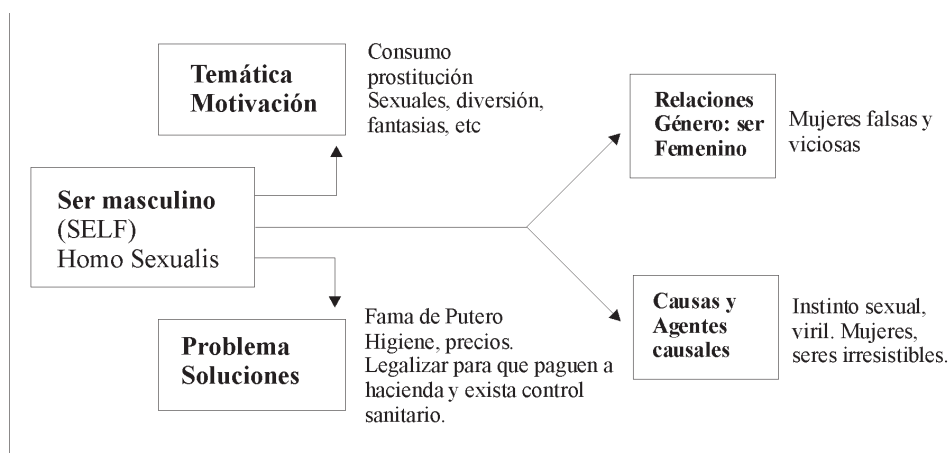 Temática
Motivación
Consumo
prostitución
Sexuales, diversión,
fantasias, etc
Relaciones
Género: ser
Femenino
Mujeres falsas y
viciosas
Ser masculino
(SELF)
Homo Sexualis
Causas y
Agentes
causales
Instinto sexual,
viril. Mujeres,
seres irresistibles.
Problema
Soluciones
Fama de Putero
Higiene, precios.
Legalizar para que paguen a
hacienda y exista control
sanitario.